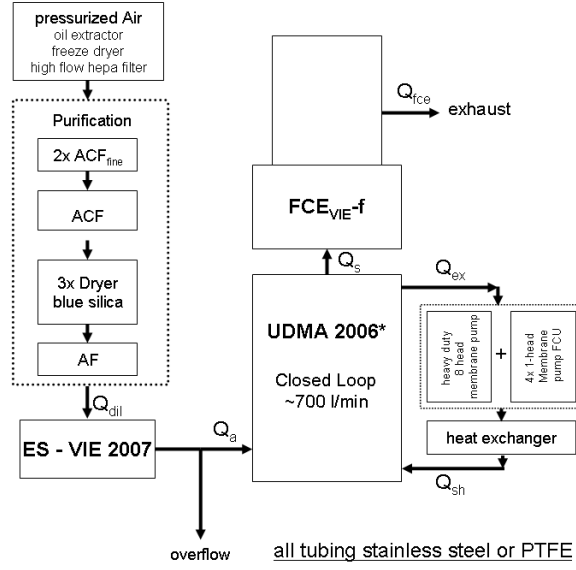 pressurized Air
oil extractor
freeze dryer
high flow hepa filter
Purification
2x ACFfine
ACF
3x Dryer
blue silica
AF
Qdil
ES - VIE 2007
Qa
overflow
Qfce
exhaust
FCEVIE-f
Qs
Qex
UDMA 2006*
Closed Loop
~700 l/min
heavy duty
8 head
membrane pump
+
4x 1-head
Membrane
pump FCU
heat exchanger
Qsh
all tubing stainless steel or PTFE